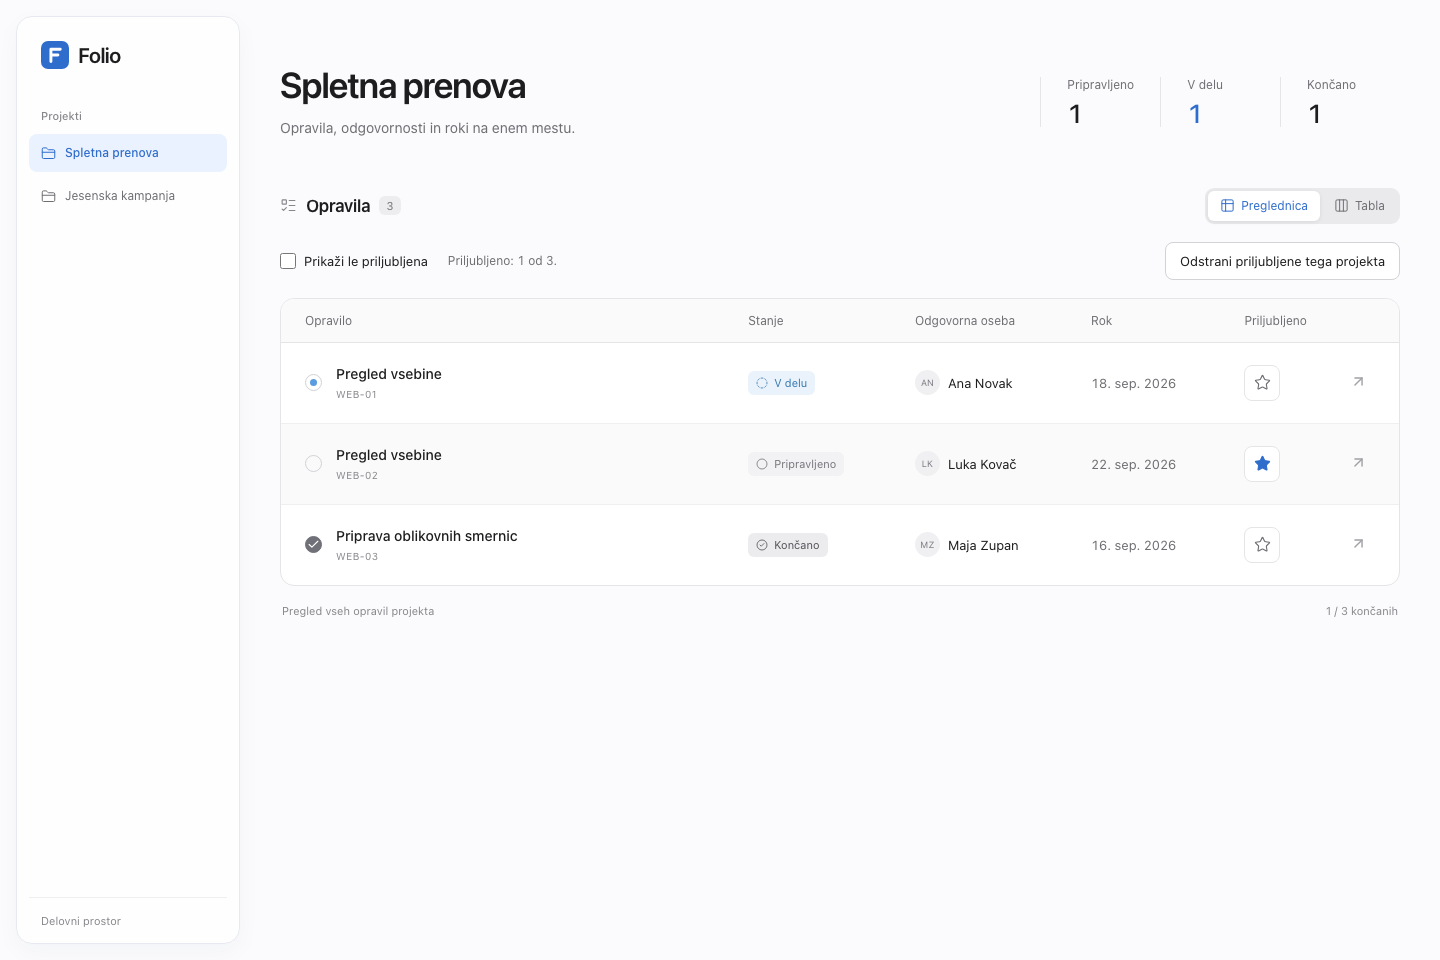 Folio
Projekti
Spletna prenova
Jesenska kampanja
Delovni prostor
Spletna prenova
Opravila, odgovornosti in roki na enem mestu.
Pripravljeno
1
V delu
1
Končano
1
Opravila 3
Preglednica
Tabla
Prikaži le priljubljena
Priljubljeno: 1 od 3.
Odstrani priljubljene tega projekta
Opravilo Stanje Odgovorna oseba Rok Priljubljeno
Pregled vsebine
WEB-01
V delu
AN Ana Novak
18. sep. 2026
Pregled vsebine
WEB-02
Pripravljeno
LK Luka Kovač
22. sep. 2026
Priprava oblikovnih smernic
WEB-03
Končano
MZ Maja Zupan
16. sep. 2026
Pregled vseh opravil projekta
1 / 3 končanih